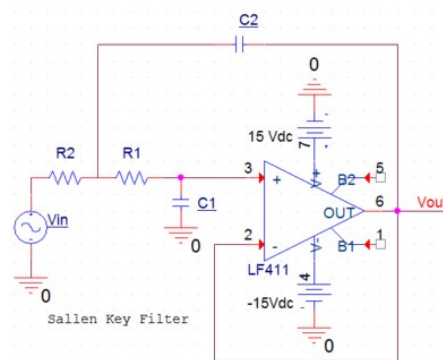 C2
0
15 Vdc
R2
R1
7
V+
B2
5
3
+
Vin
C1
LF411
OUT
6
Vou
2
-
V-
B1
1
0
4
-15Vdc
0
0
Sallen Key Filter